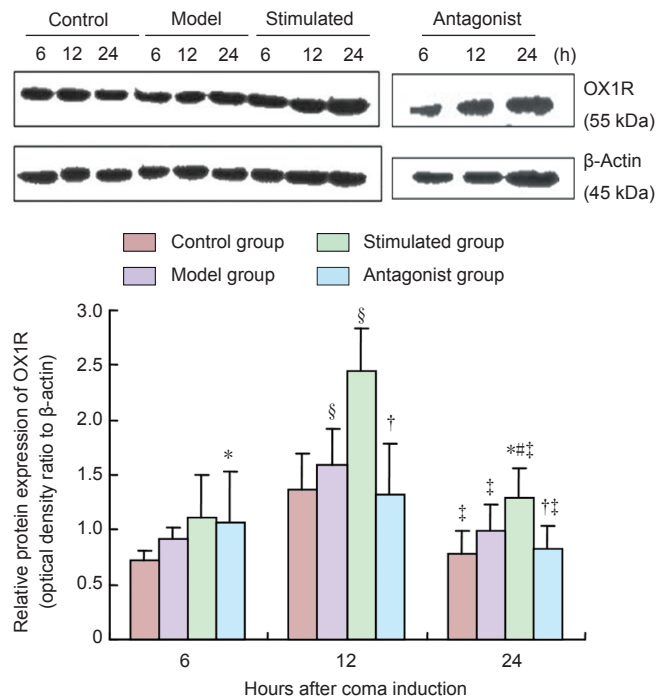 Control Model Stimulated Antagonist
6 12 24 6 12 24 6 12 24 6 12 24 (h)
OX1R
(55 kDa)
β-Actin
(45 kDa)
Control group Stimulated group
Model group Antagonist group
Relative protein expression of OX1R
(optical density ratio to β-actin)
3.0
2.5
2.0
1.5
1.0
0.5
0
*
§
§
†
‡
‡
*#‡
†‡
6 12 24
Hours after coma induction